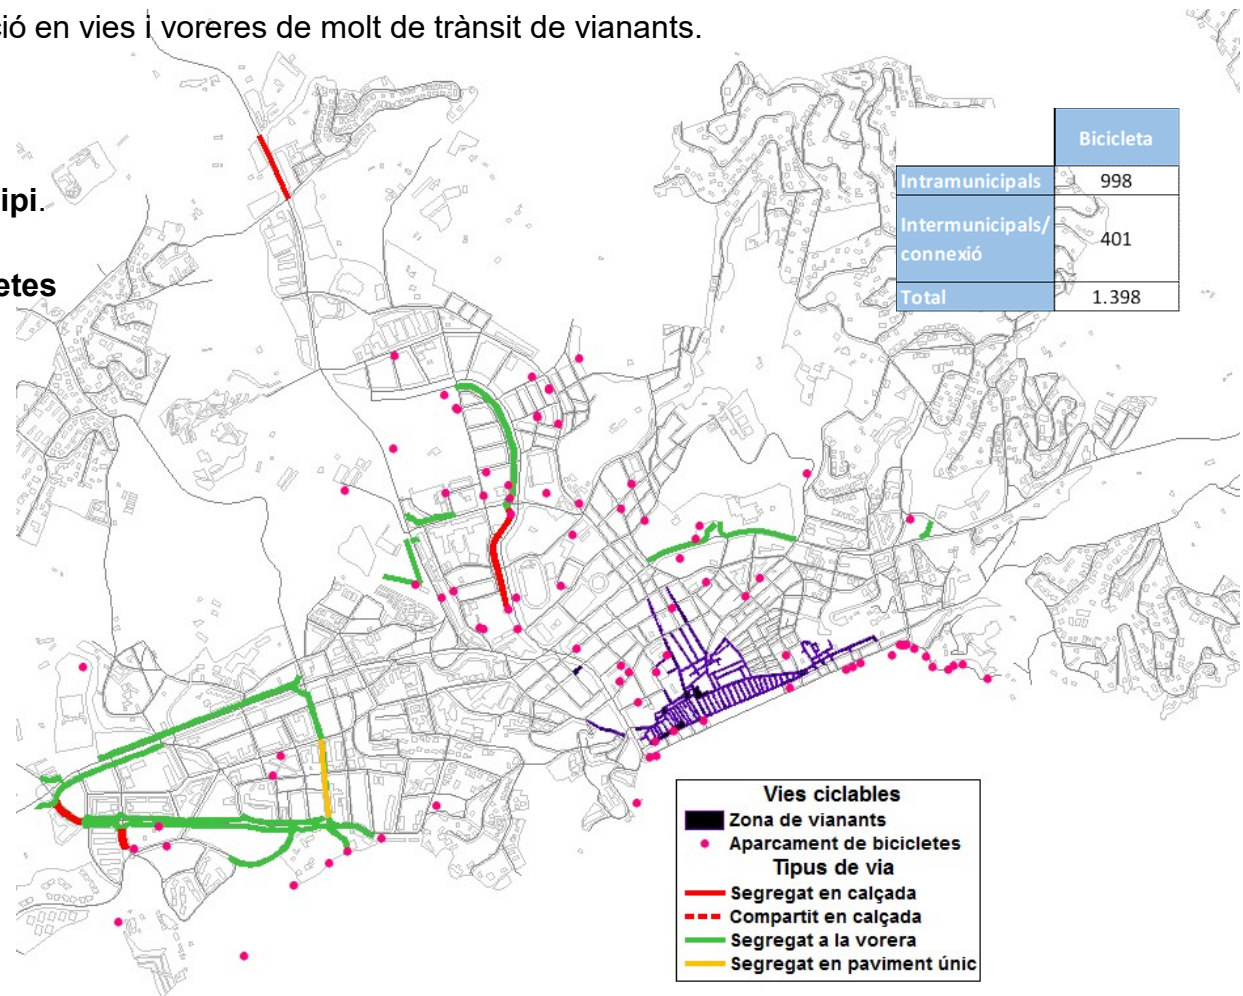 ció en vies i voreres de molt de trànsit de vianants.
ipi.
etes
Bicicleta
Intramunicipals 998
Intermunicipals/
connexió 401
Total 1.398
Vies ciclables
Zona de vianants
Aparcament de bicicletes
Tipus de via
Segregat en calçada
Compartit en calçada
Segregat a la vorera
Segregat en paviment únic